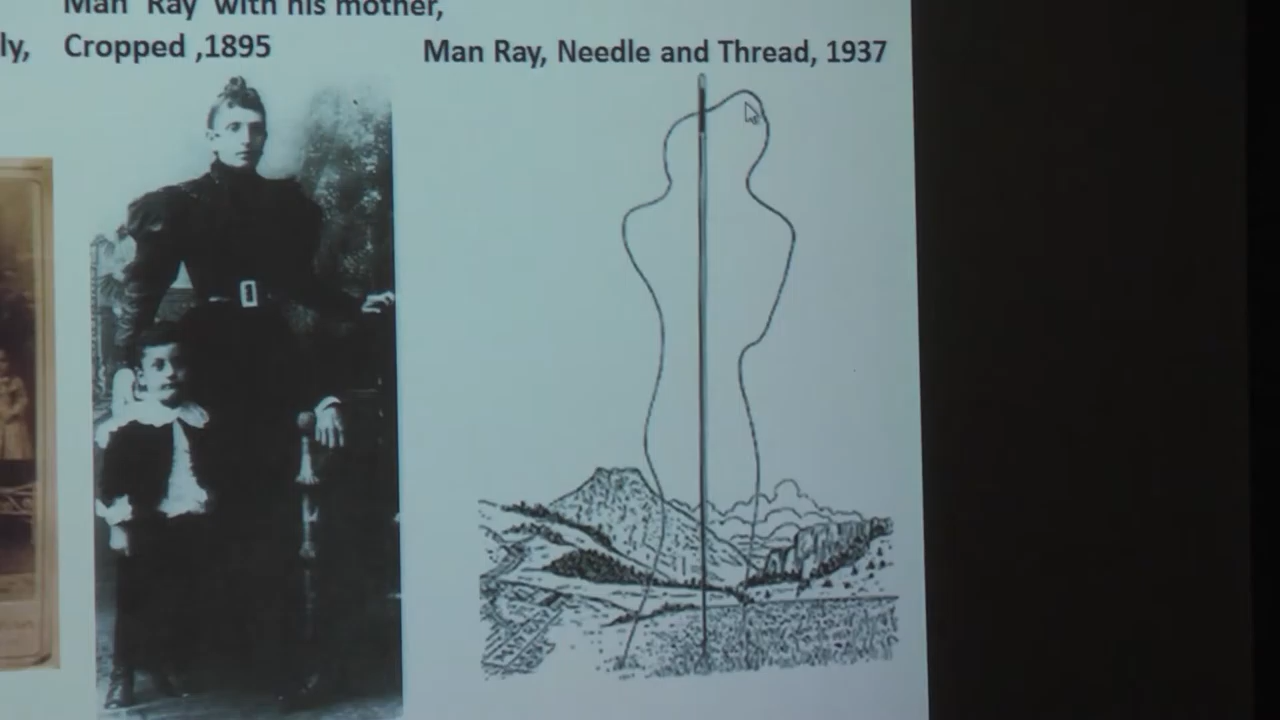 Man Ray with his mother,
ly, Cropped ,1895
Man Ray, Needle and Thread, 1937